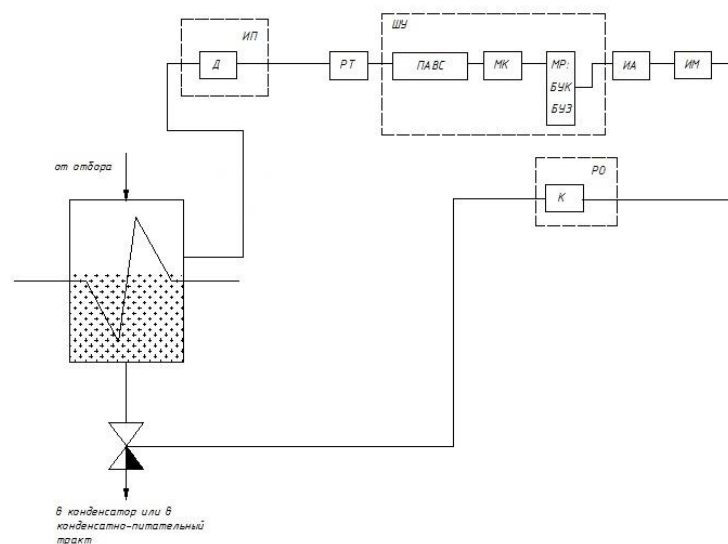 ИП
Д
РТ
ШУ
ПАВС
МК
МР:
БУК
БУЗ
ИА
ИМ
РО
К
от отбора
в конденсатор или в
конденсатно-питательный
тракт